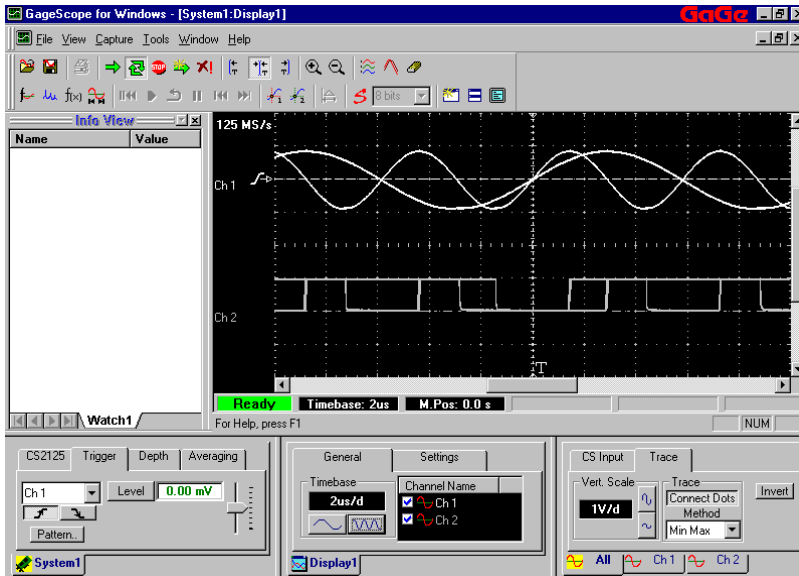 GageScope for Windows - [System1:Display1]
GaGe
File View Capture Tools Window Help
f(x)
8 bits
Info View
Name Value
125 MS/s
Ch 1
Ch 2
T
Watch1
Ready Timebase: 2us M.Pos: 0.0 s
For Help, press F1
NUM
CS2125 Trigger Depth Averaging
Ch 1 Level 0.00 mV
Pattern..
System1
General Settings
Timebase Channel Name
2us/d
Ch 1
Ch 2
Display1
CS Input Trace
Vert. Scale Trace
1V/d Connect Dots Invert
Method
Min Max
All Ch 1 Ch 2